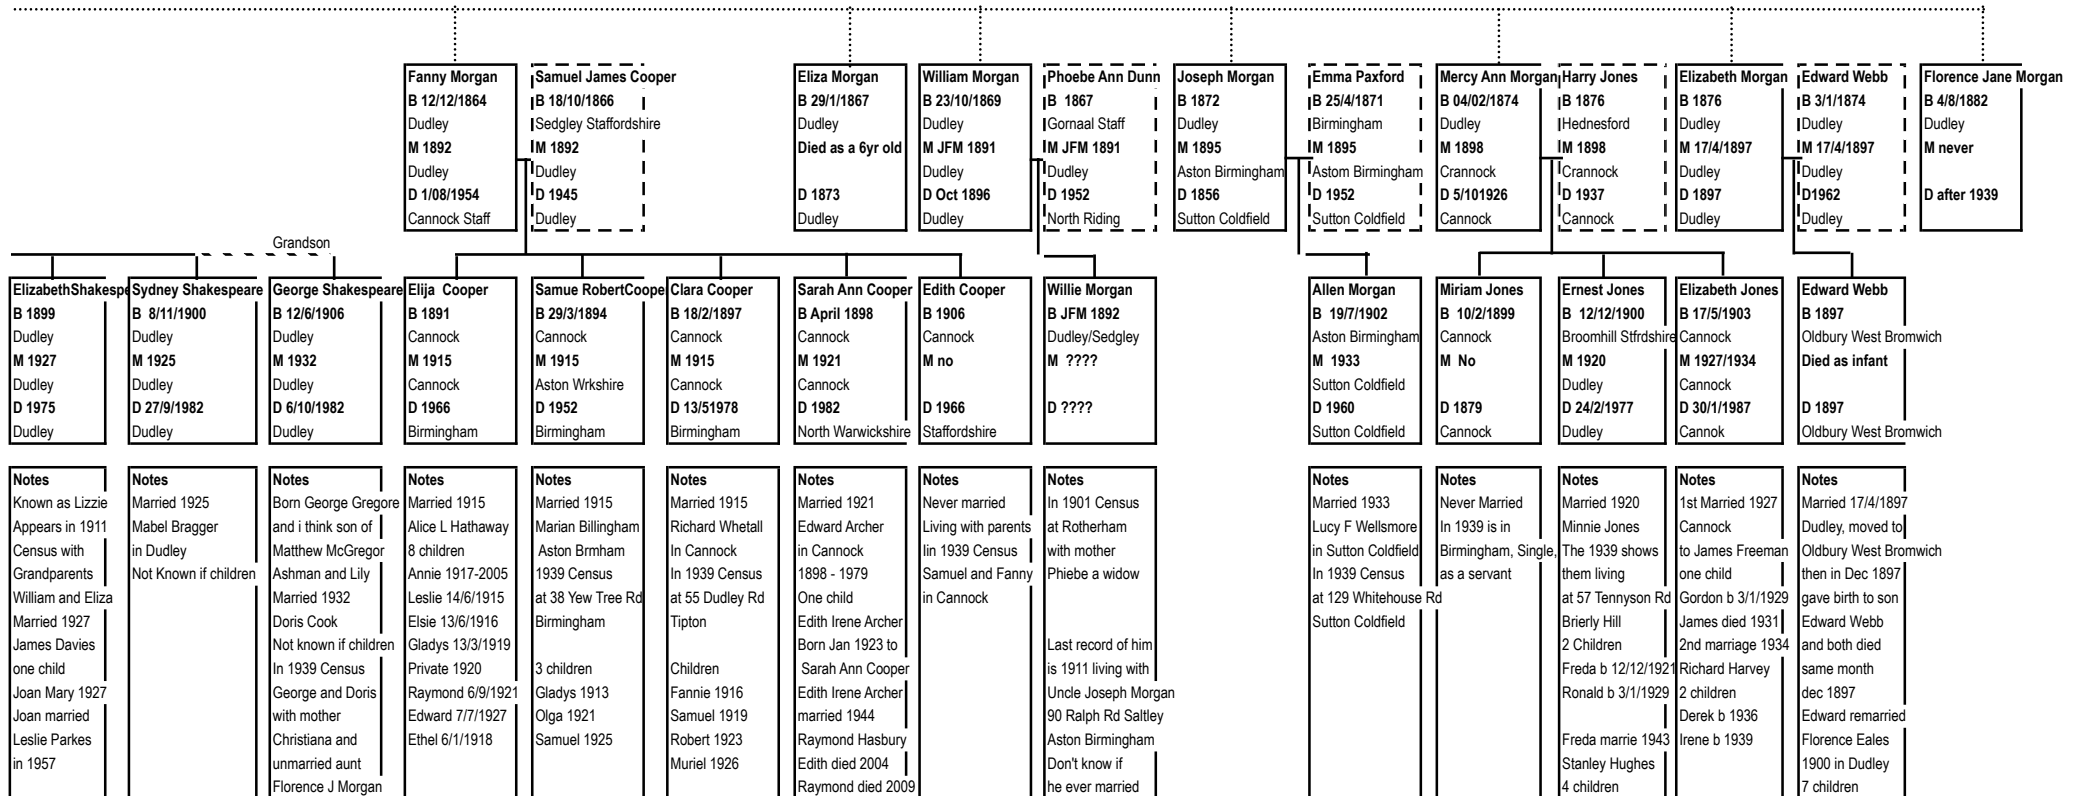 Fanny Morgan
B 12/12/1864
Dudley
M 1892
Dudley
D 1/08/1954
Cannock Staff
Samuel James Cooper
B 18/10/1866
Sedgley Staffordshire
M 1892
Dudley
D 1945
Dudley
Eliza Morgan
B 29/1/1867
Dudley
Died as a 6yr old
D 1873
Dudley
William Morgan
B 23/10/1869
Dudley
M JFM 1891
Dudley
D Oct 1896
Dudley
Phoebe Ann Dunn
B 1867
Gornaal Staff
M JFM 1891
Dudley
D 1952
North Riding
Joseph Morgan
B 1872
Dudley
M 1895
Aston Birmingham
D 1856
Sutton Coldfield
Emma Paxford
B 25/4/1871
Birmingham
M 1895
Astom Birmingham
D 1952
Sutton Coldfield
Mercy Ann Morgan
B 04/02/1874
Dudley
M 1898
Crannock
D 5/101926
Cannock
Harry Jones
B 1876
Hednesford
M 1898
Crannock
D 1937
Cannock
Elizabeth Morgan
B 1876
Dudley
M 17/4/1897
Dudley
D 1897
Dudley
Edward Webb
B 3/1/1874
Dudley
M 17/4/1897
Dudley
D1962
Dudley
Florence Jane Morgan
B 4/8/1882
Dudley
M never
D after 1939
Grandson
ElizabethShakespe
B 1899
Dudley
M 1927
Dudley
D 1975
Dudley
Sydney Shakespeare
B 8/11/1900
Dudley
M 1925
Dudley
D 27/9/1982
Dudley
George Shakespeare
B 12/6/1906
Dudley
M 1932
Dudley
D 6/10/1982
Dudley
Elija Cooper
B 1891
Cannock
M 1915
Cannock
D 1966
Birmingham
Samue RobertCoope
B 29/3/1894
Cannock
M 1915
Aston Wrkshire
D 1952
Birmingham
Clara Cooper
B 18/2/1897
Cannock
M 1915
Cannock
D 13/51978
Birmingham
Sarah Ann Cooper
B April 1898
Cannock
M 1921
Cannock
D 1982
North Warwickshire
Edith Cooper
B 1906
Cannock
M no
D 1966
Staffordshire
Willie Morgan
B JFM 1892
Dudley/Sedgley
M ????
D ????
Allen Morgan
B 19/7/1902
Aston Birmingham
M 1933
Sutton Coldfield
D 1960
Sutton Coldfield
Miriam Jones
B 10/2/1899
Cannock
M No
D 1879
Cannock
Ernest Jones
B 12/12/1900
Broomhill Stfrdshire
M 1920
Dudley
D 24/2/1977
Dudley
Elizabeth Jones
B 17/5/1903
Cannock
M 1927/1934
Cannock
D 30/1/1987
Cannok
Edward Webb
B 1897
Oldbury West Bromwich
Died as infant
D 1897
Oldbury West Bromwich
Notes
Known as Lizzie
Appears in 1911
Census with
Grandparents
William and Eliza
Married 1927
James Davies
one child
Joan Mary 1927
Joan married
Leslie Parkes
in 1957
Notes
Married 1925
Mabel Bragger
in Dudley
Not Known if children
Notes
Born George Gregore
and i think son of
Matthew McGregor
Ashman and Lily
Married 1932
Doris Cook
Not known if children
In 1939 Census
George and Doris
with mother
Christiana and
unmarried aunt
Florence J Morgan
Notes
Married 1915
Alice L Hathaway
8 children
Annie 1917-2005
Leslie 14/6/1915
Elsie 13/6/1916
Gladys 13/3/1919
Private 1920
Raymond 6/9/1921
Edward 7/7/1927
Ethel 6/1/1918
Notes
Married 1915
Marian Billingham
Aston Brmham
1939 Census
at 38 Yew Tree Rd
Birmingham
3 children
Gladys 1913
Olga 1921
Samuel 1925
Notes
Married 1915
Richard Whetall
In Cannock
In 1939 Census
at 55 Dudley Rd
Tipton
Children
Fannie 1916
Samuel 1919
Robert 1923
Muriel 1926
Notes
Married 1921
Edward Archer
in Cannock
1898 - 1979
One child
Edith Irene Archer
Born Jan 1923 to
Sarah Ann Cooper
Edith Irene Archer
married 1944
Raymond Hasbury
Edith died 2004
Raymond died 2009
Notes
Never married
Living with parents
Iin 1939 Census
Samuel and Fanny
in Cannock
Notes
In 1901 Census
at Rotherham
with mother
Phiebe a widow
Last record of him
is 1911 living with
Uncle Joseph Morgan
90 Ralph Rd Saltley
Aston Birmingham
Don't know if
he ever married
Notes
Married 1933
Lucy F Wellsmore
in Sutton Coldfield
In 1939 Census
at 129 Whitehouse Rd
Sutton Coldfield
Notes
Never Married
In 1939 is in
Birmingham, Single,
as a servant
Notes
Married 1920
Minnie Jones
The 1939 shows
them living
at 57 Tennyson Rd
Brierly Hill
2 Children
Freda b 12/12/1921
Ronald b 3/1/1929
Freda marrie 1943
Stanley Hughes
4 children
Notes
1st Married 1927
Cannock
to James Freeman
one child
Gordon b 3/1/1929
James died 1931
2nd marriage 1934
Richard Harvey
2 children
Derek b 1936
Irene b 1939
Notes
Married 17/4/1897
Dudley, moved to
Oldbury West Bromwich
then in Dec 1897
gave birth to son
Edward Webb
and both died
same month
dec 1897
Edward remarried
Florence Eales
1900 in Dudley
7 children